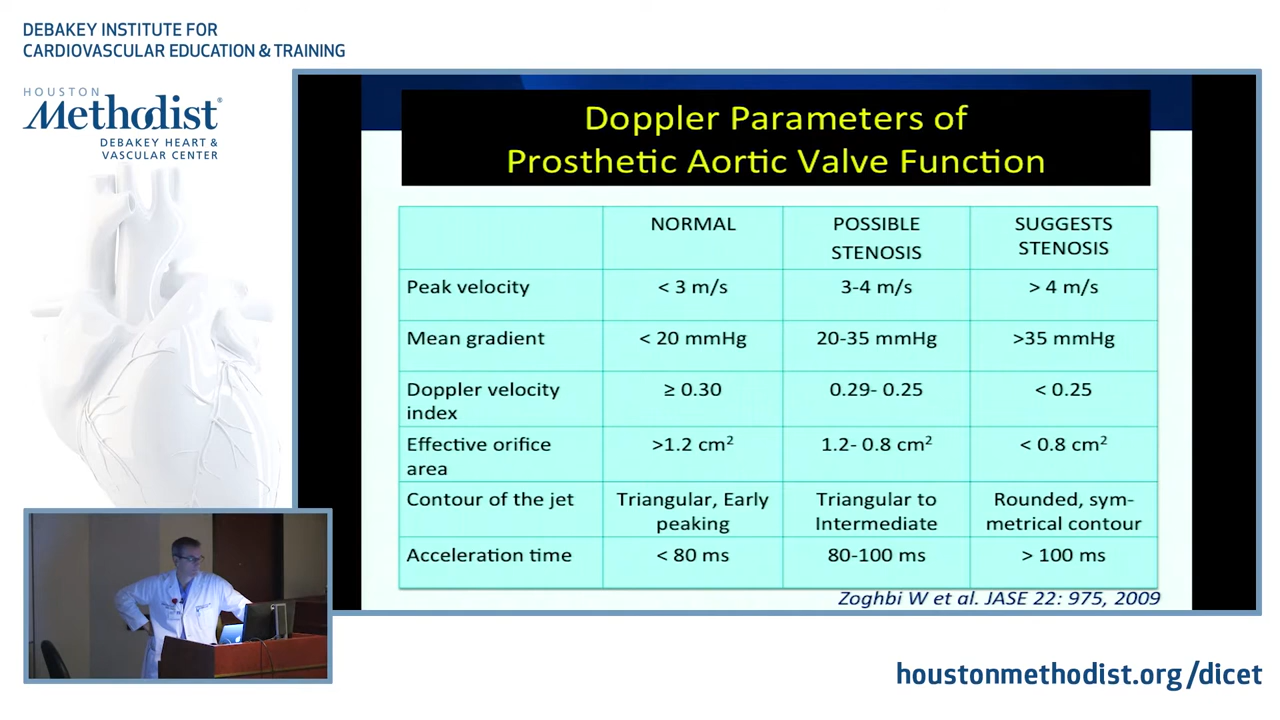 DEBAKEY INSTITUTE FOR
CARDIOVASCULAR EDUCATION & TRAINING
HOUSTON
Methodist®
DEBAKEY HEART &
VASCULAR CENTER
Doppler Parameters of
Prosthetic Aortic Valve Function
NORMAL
POSSIBLE
STENOSIS
SUGGESTS
STENOSIS
Peak velocity
< 3 m/s
3-4 m/s
> 4 m/s
Mean gradient
< 20 mmHg
20-35 mmHg
>35 mmHg
Doppler velocity
index
≥ 0.30
0.29- 0.25
< 0.25
Effective orifice
area
>1.2 cm²
1.2- 0.8 cm²
< 0.8 cm²
Contour of the jet
Triangular, Early
peaking
Triangular to
Intermediate
Rounded, sym-
metrical contour
Acceleration time
< 80 ms
80-100 ms
> 100 ms
Zoghbi W et al. JASE 22: 975, 2009
houstonmethodist.org/dicet